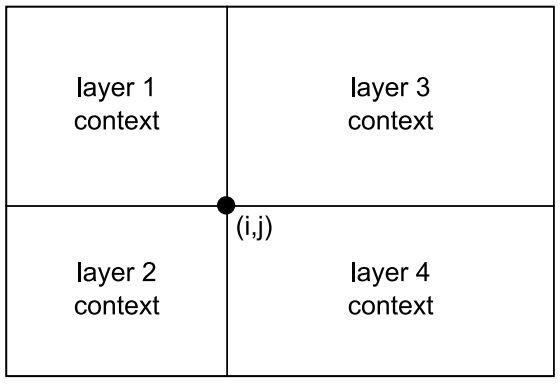 layer 1
context
layer 3
context
(i,j)
layer 2
context
layer 4
context